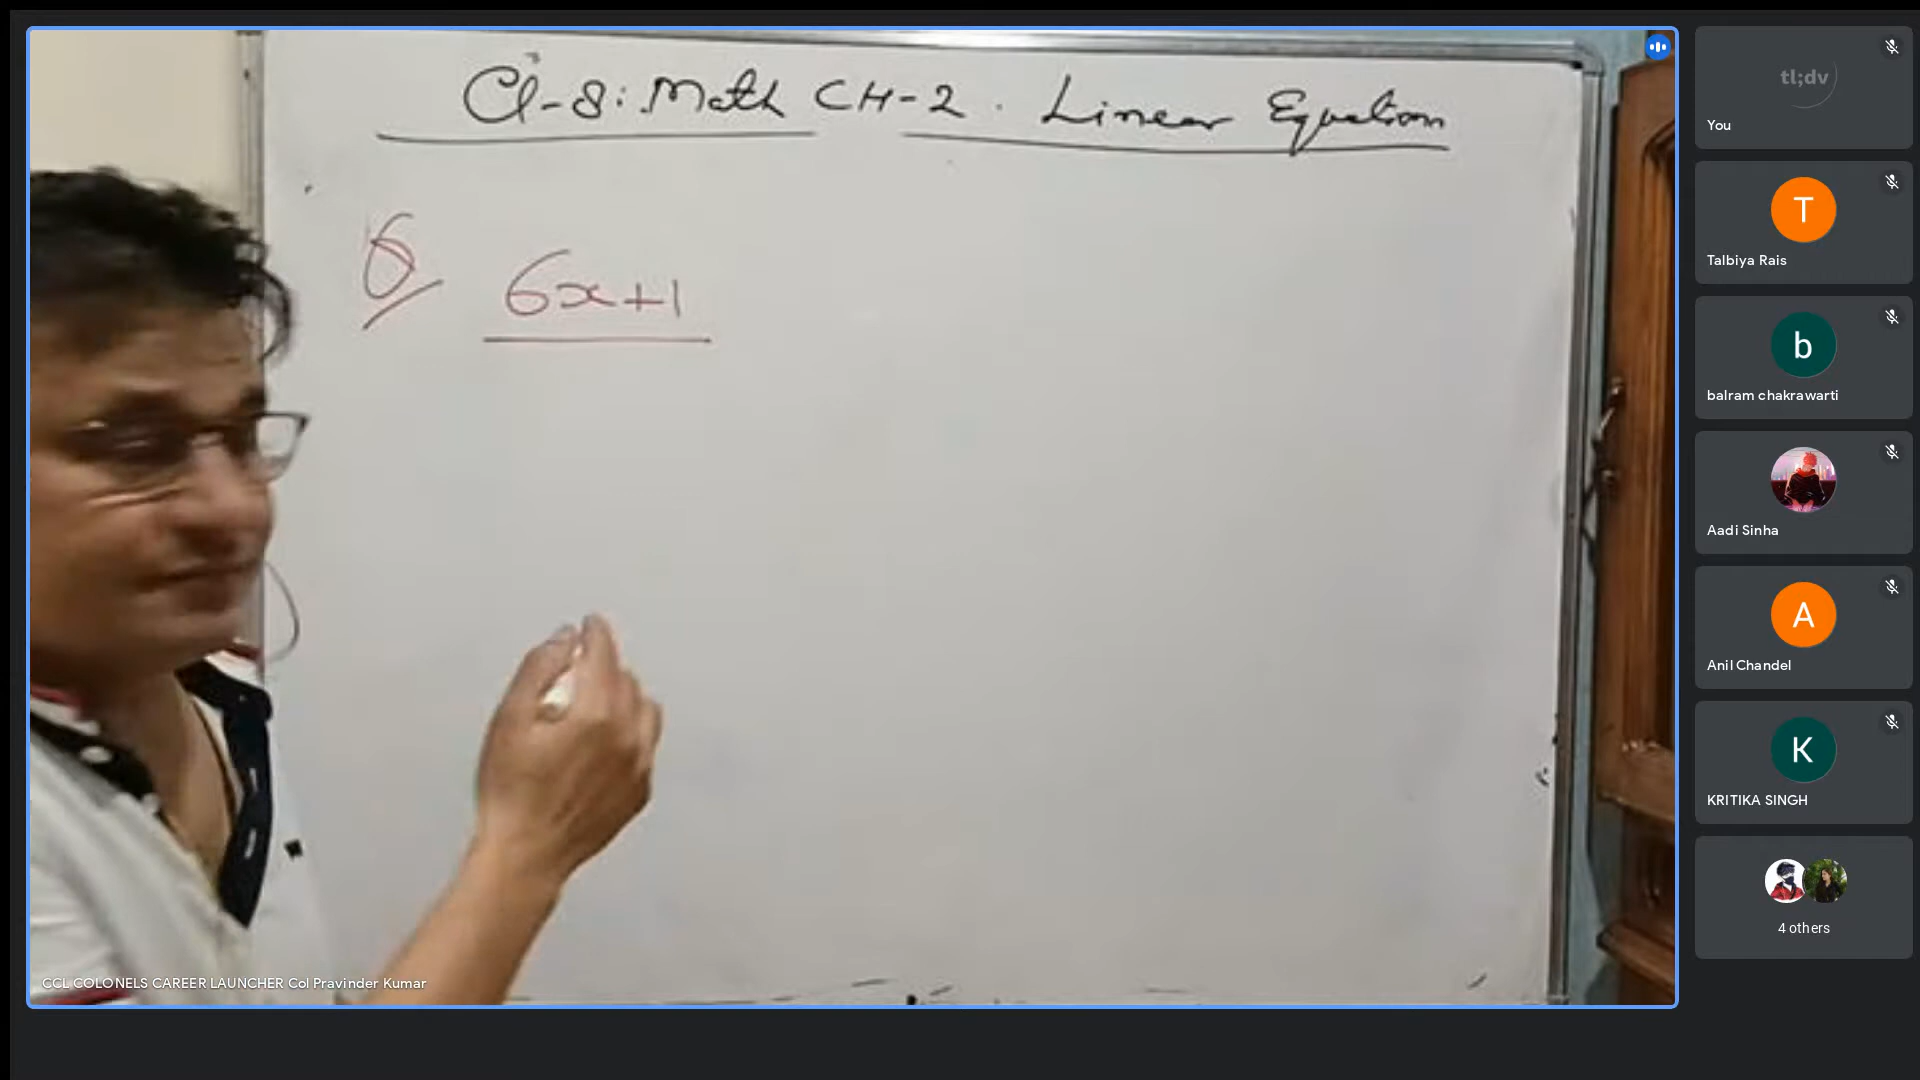 Cl-8: Math CH-2. Linear Equation
6 6x+1
CCL COLONELS CAREER LAUNCHER Col Pravinder Kumar
tl;dv
You
T
Talbiya Rais
b
balram chakrawarti
Aadi Sinha
A
Anil Chandel
K
KRITIKA SINGH
4 others